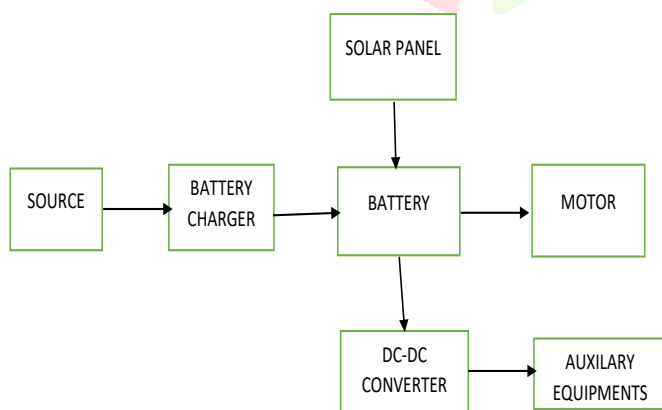 SOLAR PANEL
SOURCE
BATTERY
CHARGER
BATTERY
MOTOR
DC-DC
CONVERTER
AUXILARY
EQUIPMENTS